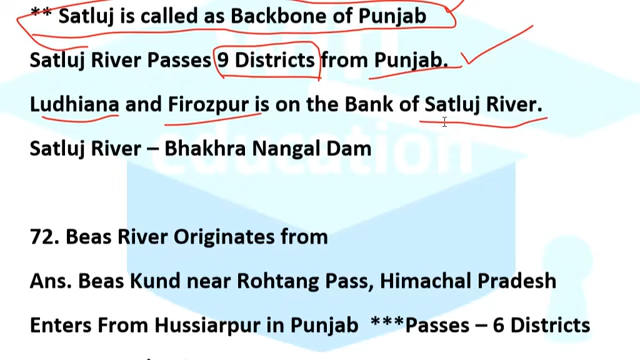 ** Satluj is called as Backbone of Punjab
Satluj River Passes 9 Districts from Punjab.
Ludhiana and Firozpur is on the Bank of Satluj River.
Satluj River – Bhakhra Nangal Dam
education
72. Beas River Originates from
Ans. Beas Kund near Rohtang Pass, Himachal Pradesh
Enters From Hussiarpur in Punjab ***Passes – 6 Districts